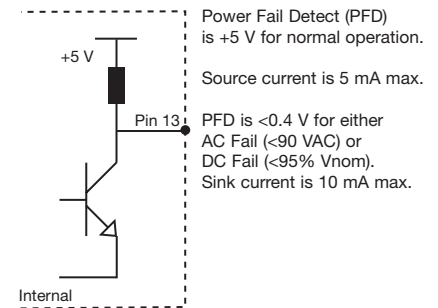 Power Fail Detect (PFD)
is +5 V for normal operation.
+5 V
Source current is 5 mA max.
Pin 13
PFD is <0.4 V for either
AC Fail (<90 VAC) or
DC Fail (<95% Vnom).
Sink current is 10 mA max.
Internal